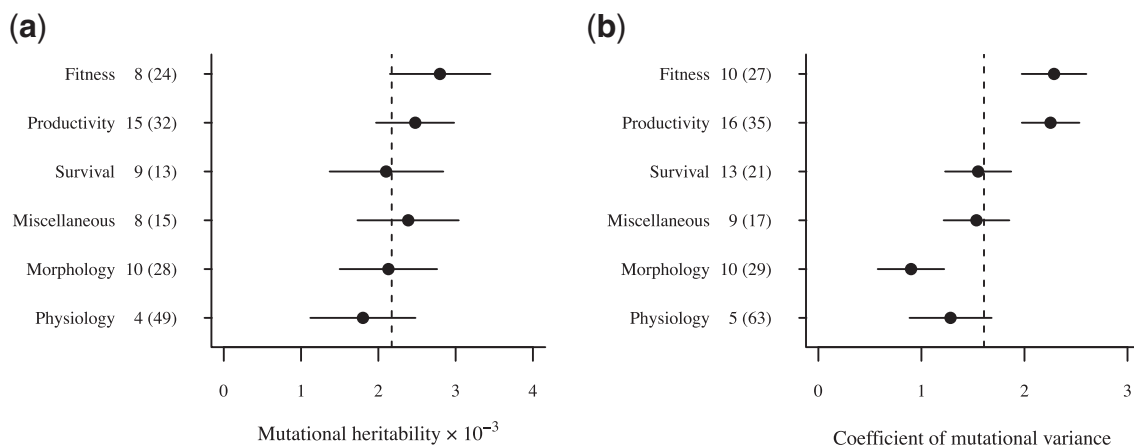 (a)
Fitness 8 (24)
Productivity 15 (32)
Survival 9 (13)
Miscellaneous 8 (15)
Morphology 10 (28)
Physiology 4 (49)
0 1 2 3 4
Mutational heritability × 10⁻³
(b)
Fitness 10 (27)
Productivity 16 (35)
Survival 13 (21)
Miscellaneous 9 (17)
Morphology 10 (29)
Physiology 5 (63)
0 1 2 3
Coefficient of mutational variance